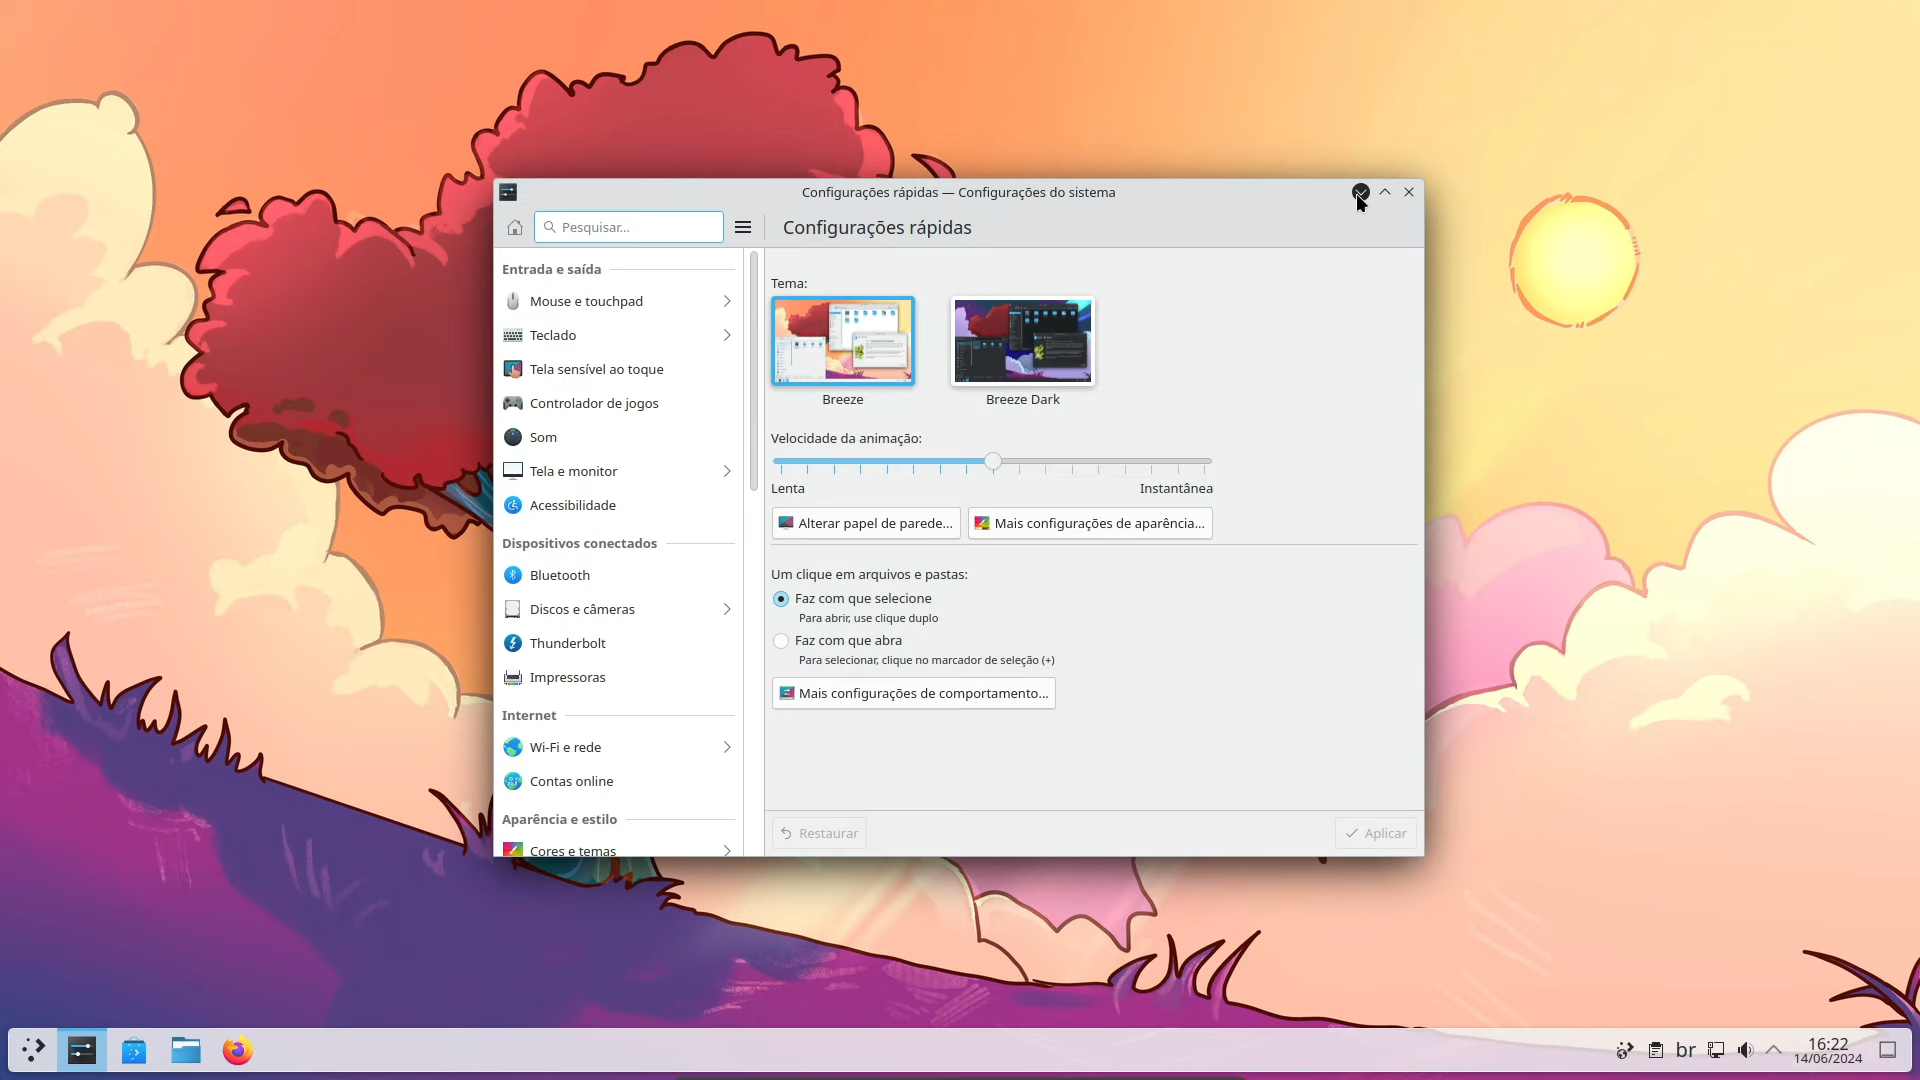 Configurações rápidas — Configurações do sistema
Pesquisar...
Configurações rápidas
Entrada e saída
Mouse e touchpad
Teclado
Tela sensível ao toque
Controlador de jogos
Som
Tela e monitor
Acessibilidade
Dispositivos conectados
Bluetooth
Discos e câmeras
Thunderbolt
Impressoras
Internet
Wi-Fi e rede
Contas online
Aparência e estilo
Cores e temas
Tema:
Breeze
Breeze Dark
Velocidade da animação:
Lenta
Instantânea
Alterar papel de parede...
Mais configurações de aparência...
Um clique em arquivos e pastas:
Faz com que selecione
Para abrir, use clique duplo
Faz com que abra
Para selecionar, clique no marcador de seleção (+)
Mais configurações de comportamento...
Restaurar
Aplicar
br
16:22
14/06/2024